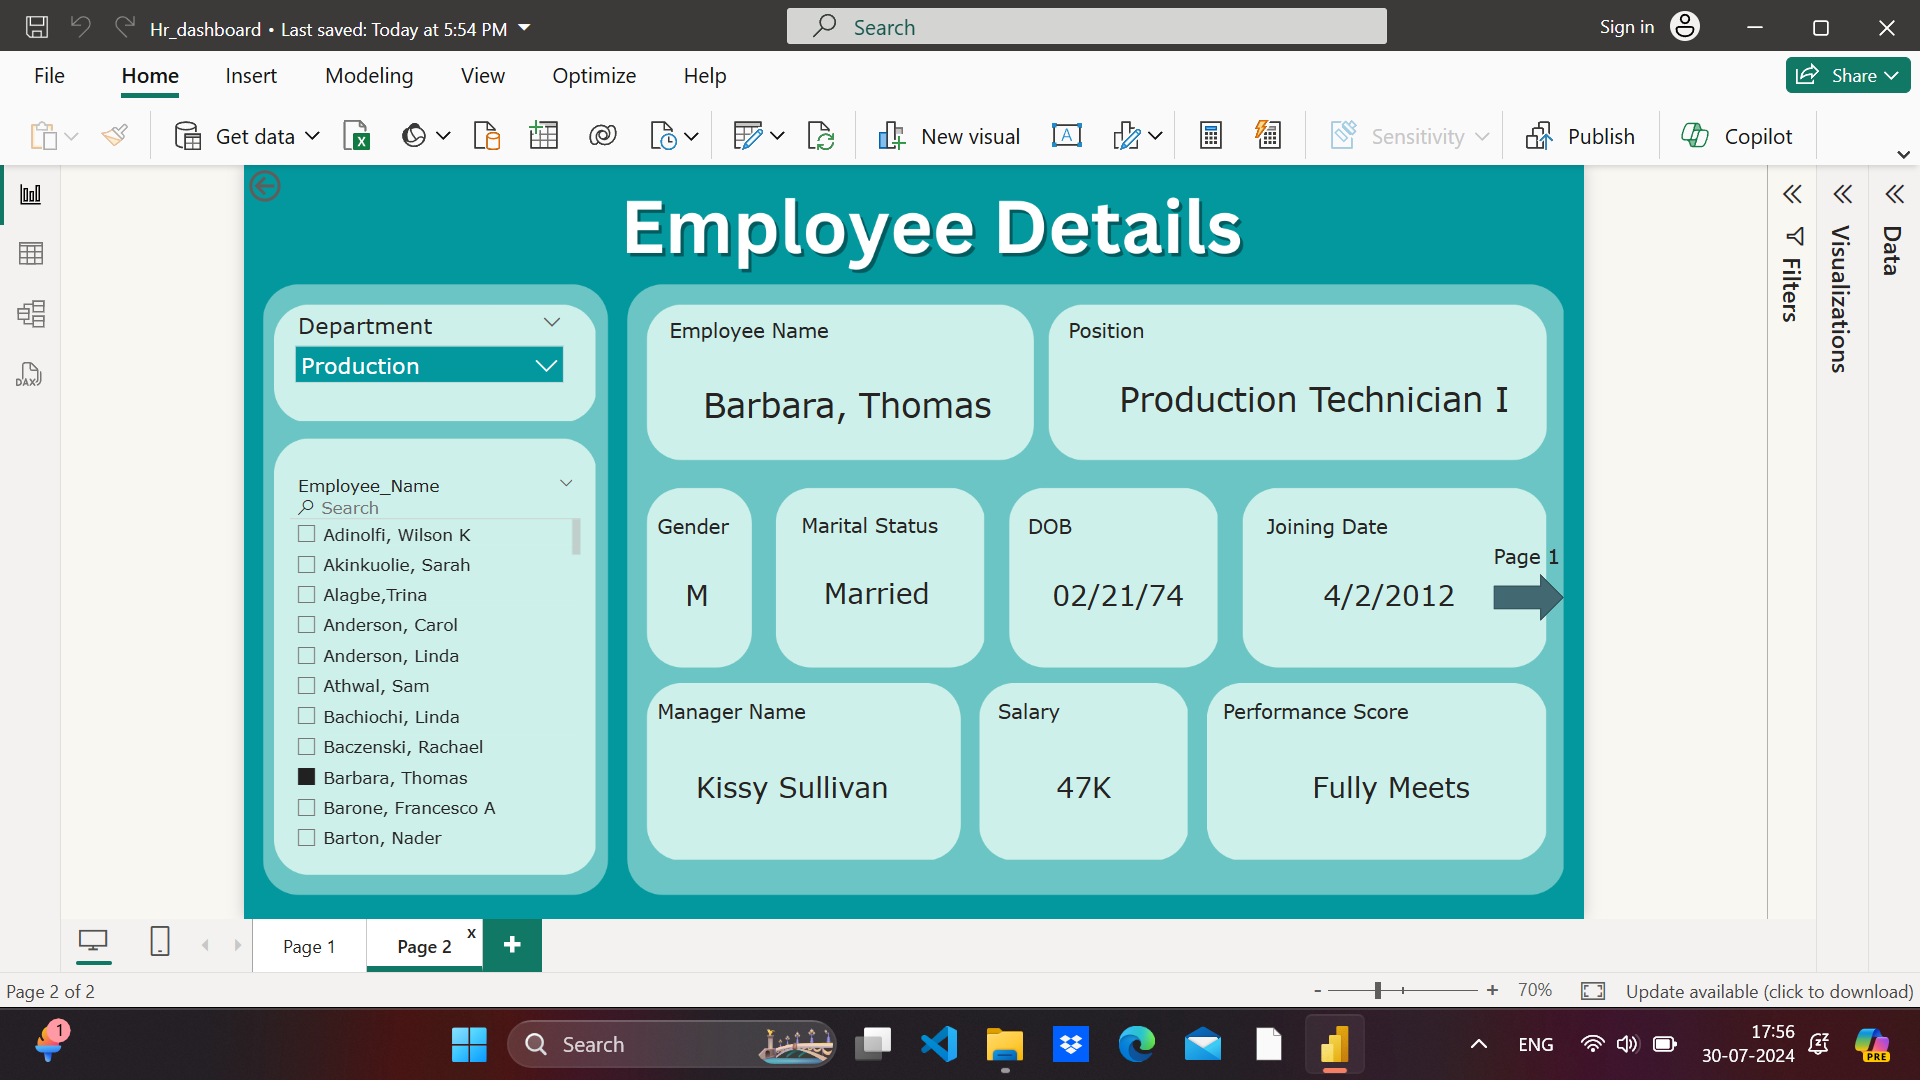 Hr_dashboard • Last saved: Today at 5:54 PM
Search
Sign in
File Home Insert Modeling View Optimize Help
Share
Get data
New visual
Sensitivity
Publish
Copilot
Employee Details
Department
Production
Employee_Name
Search
Adinolfi, Wilson K
Akinkuolie, Sarah
Alagbe,Trina
Anderson, Carol
Anderson, Linda
Athwal, Sam
Bachiochi, Linda
Baczenski, Rachael
Barbara, Thomas
Barone, Francesco A
Barton, Nader
Employee Name
Barbara, Thomas
Position
Production Technician I
Gender
M
Marital Status
Married
DOB
02/21/74
Joining Date
4/2/2012
Page 1
Manager Name
Kissy Sullivan
Salary
47K
Performance Score
Fully Meets
Filters
Visualizations
Data
DAX
Page 1
Page 2
x
+
Page 2 of 2
- + 70%
Update available (click to download)
1
Search
ENG
17:56
30-07-2024
PRE